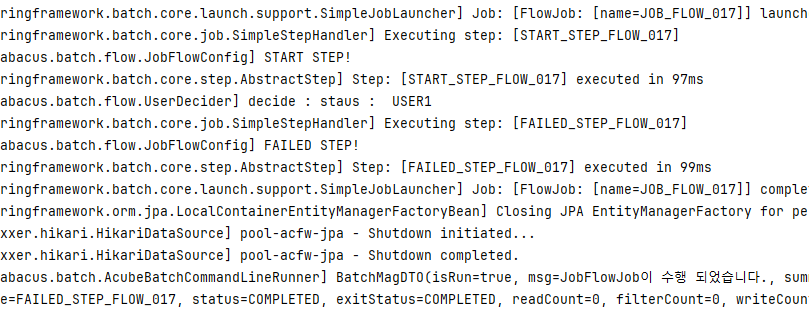 ringframework.batch.core.launch.support.SimpleJobLauncher] Job: [FlowJob: [name=JOB_FLOW_017]] launch
ringframework.batch.core.job.SimpleStepHandler] Executing step: [START_STEP_FLOW_017]
abacus.batch.flow.JobFlowConfig] START STEP!
ringframework.batch.core.step.AbstractStep] Step: [START_STEP_FLOW_017] executed in 97ms
abacus.batch.flow.UserDecider] decide : staus :  USER1
ringframework.batch.core.job.SimpleStepHandler] Executing step: [FAILED_STEP_FLOW_017]
abacus.batch.flow.JobFlowConfig] FAILED STEP!
ringframework.batch.core.step.AbstractStep] Step: [FAILED_STEP_FLOW_017] executed in 99ms
ringframework.batch.core.launch.support.SimpleJobLauncher] Job: [FlowJob: [name=JOB_FLOW_017]] comple
ringframework.orm.jpa.LocalContainerEntityManagerFactoryBean] Closing JPA EntityManagerFactory for pe
xxer.hikari.HikariDataSource] pool-acfw-jpa - Shutdown initiated...
xxer.hikari.HikariDataSource] pool-acfw-jpa - Shutdown completed.
abacus.batch.AcubeBatchCommandLineRunner] BatchMagDTO(isRun=true, msg=JobFlowJob이 수행 되었습니다., sum
e=FAILED_STEP_FLOW_017, status=COMPLETED, exitStatus=COMPLETED, readCount=0, filterCount=0, writeCoun